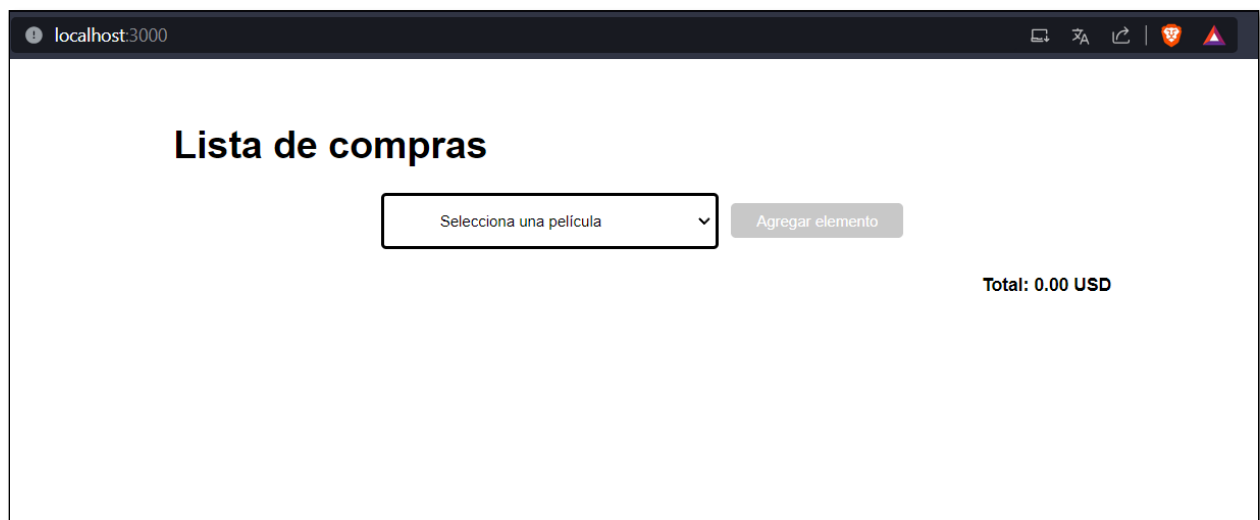 localhost:3000
Lista de compras
Selecciona una película
Agregar elemento
Total: 0.00 USD